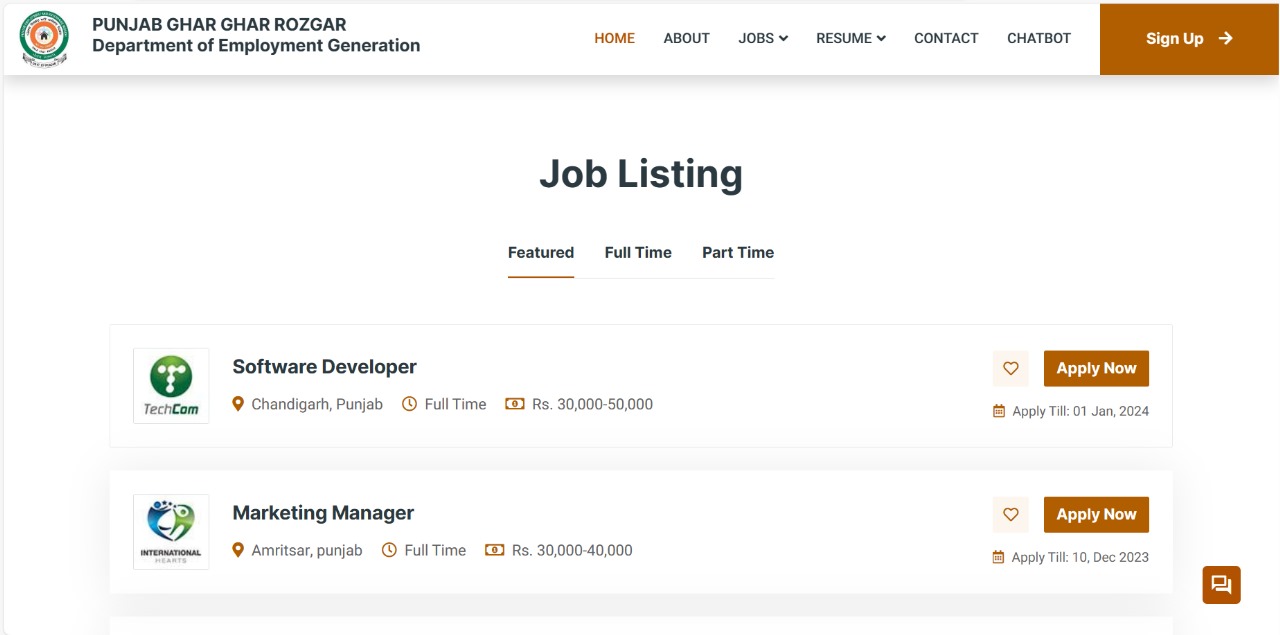 PUNJAB GHAR GHAR ROZGAR
Department of Employment Generation
HOME ABOUT JOBS RESUME CONTACT CHATBOT Sign Up
Job Listing
Featured Full Time Part Time
TechCom
Software Developer
Chandigarh, Punjab Full Time Rs. 30,000-50,000
Apply Now
Apply Till: 01 Jan, 2024
INTERNATIONAL
HEARTS
Marketing Manager
Amritsar, punjab Full Time Rs. 30,000-40,000
Apply Now
Apply Till: 10, Dec 2023